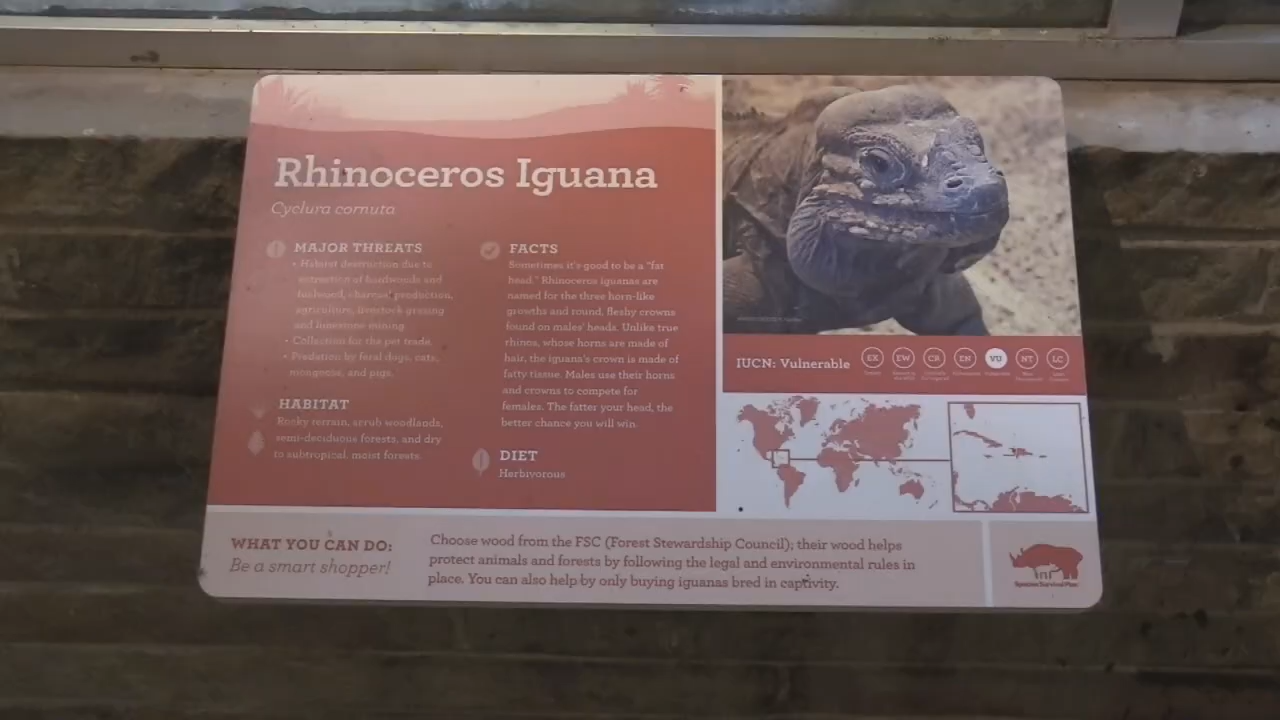 Rhinoceros Iguana
Cyclura cornuta
MAJOR THREATS
• Habitat destruction due to
extraction of hardwoods and
fuelwood, charcoal production,
agriculture, livestock grazing
and limestone mining.
• Collection for the pet trade.
• Predation by feral dogs, cats,
mongoose, and pigs.
HABITAT
Rocky terrain, scrub woodlands,
semi-deciduous forests, and dry
to subtropical, moist forests.
FACTS
Sometimes it's good to be a "fat
head." Rhinoceros iguanas are
named for the three horn-like
growths and round, fleshy crowns
found on males' heads. Unlike true
rhinos, whose horns are made of
hair, the iguana's crown is made of
fatty tissue. Males use their horns
and crowns to compete for
females. The fatter your head, the
better chance you will win.
DIET
Herbivorous
IUCN: Vulnerable
EX EW CR EN VU NT LC
WHAT YOU CAN DO:
Be a smart shopper!
Choose wood from the FSC (Forest Stewardship Council); their wood helps
protect animals and forests by following the legal and environmental rules in
place. You can also help by only buying iguanas bred in captivity.
Species Survival Plan